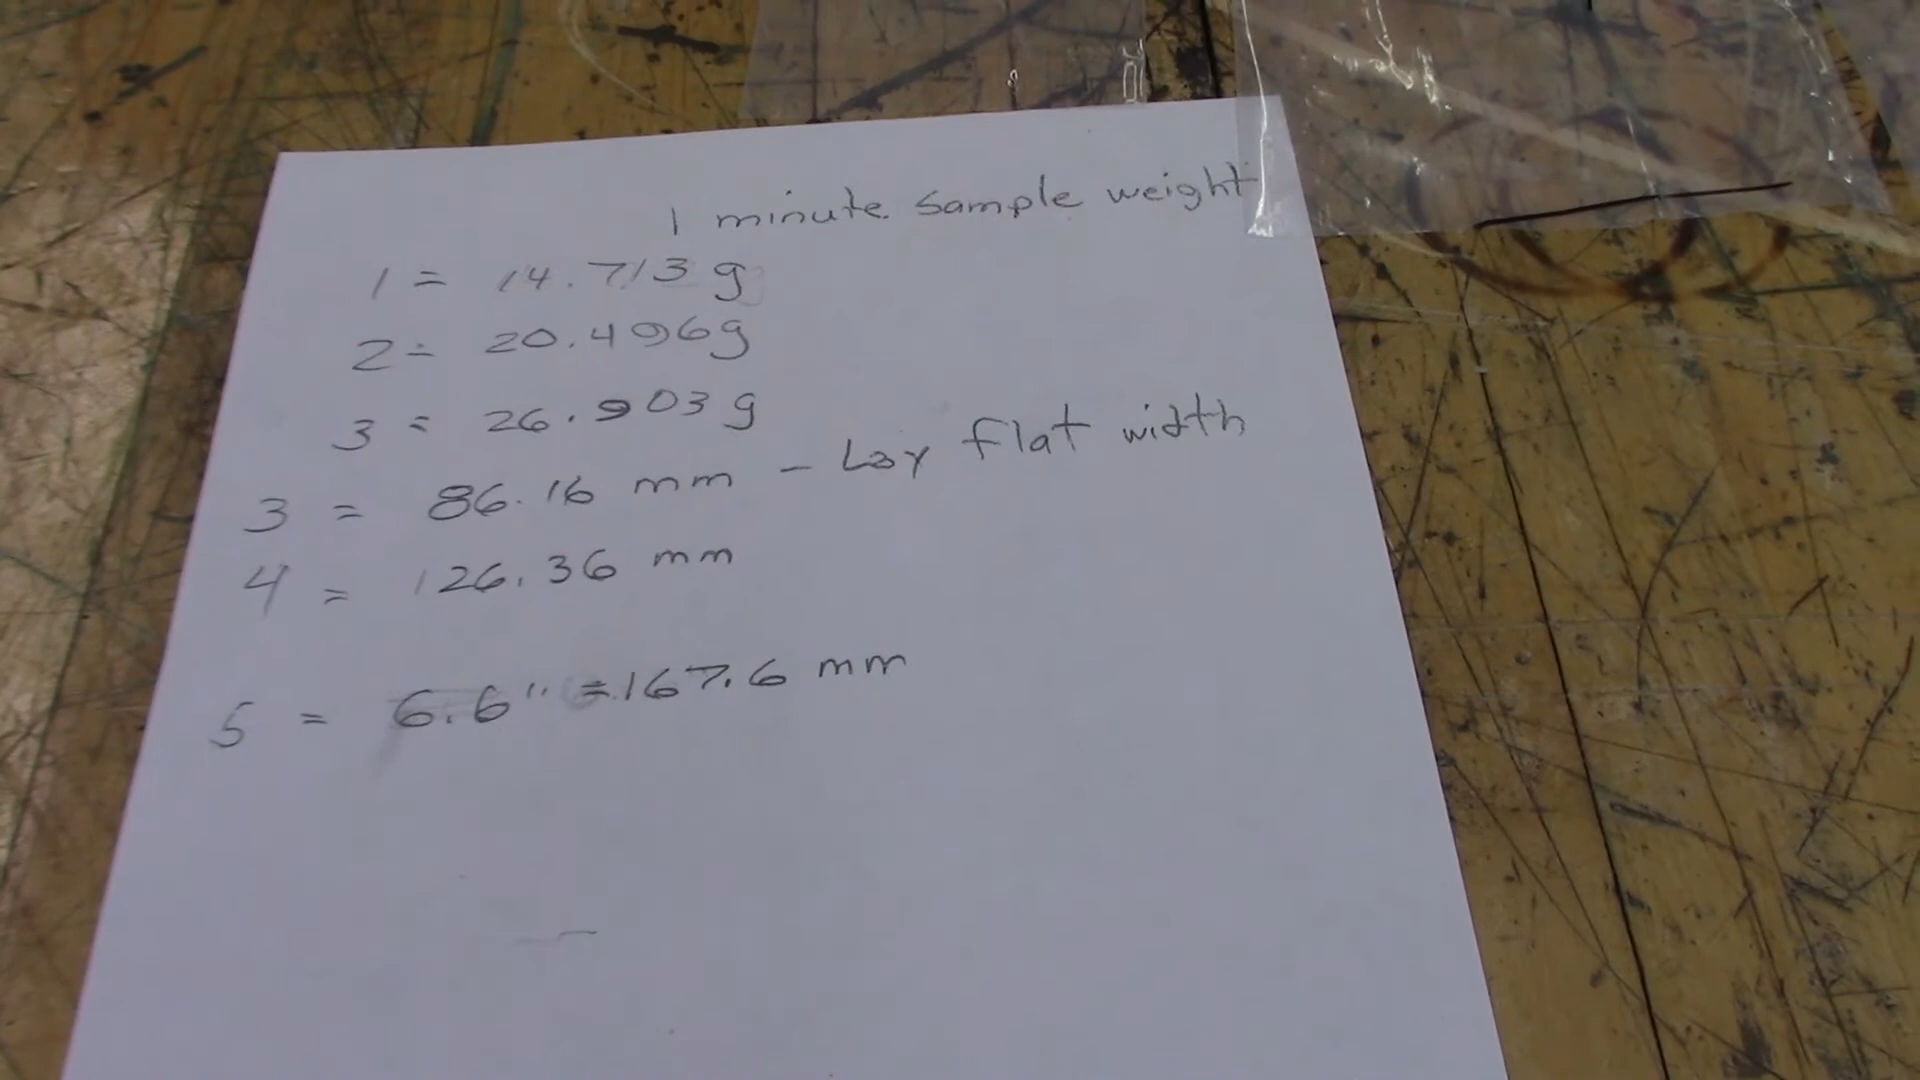 1 minute sample weight
1 = 14.713 g
2 = 20.496g
3 = 26.903 g
3 = 86.16 mm - Lay flat width
4 = 126.36 mm
5 = 6.6" = 167.6 mm